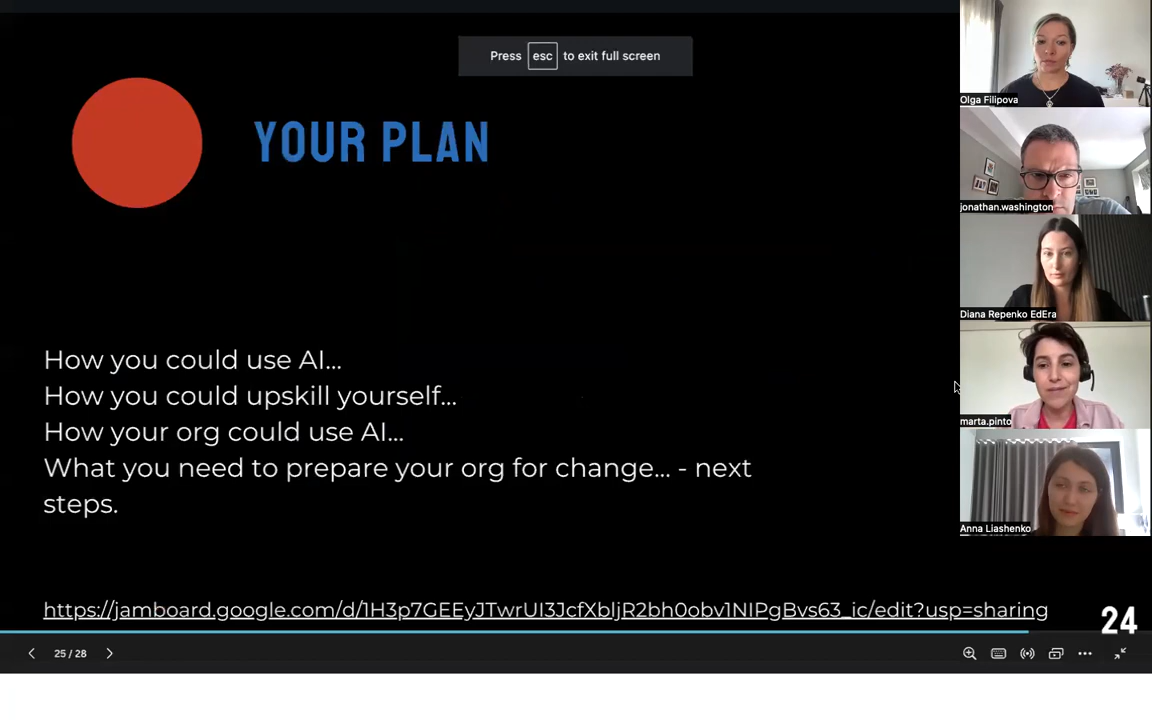 Press esc to exit full screen
YOUR PLAN
How you could use AI...
How you could upskill yourself...
How your org could use AI...
What you need to prepare your org for change... - next
steps.
https://jamboard.google.com/d/1H3p7GEEyJTwrUI3JcfXbljR2bh0obv1NIPgBvs63_ic/edit?usp=sharing
24
25 / 28
Olga Filipova
jonathan.washington
Diana Repenko EdEra
marta.pinto
Anna Liashenko